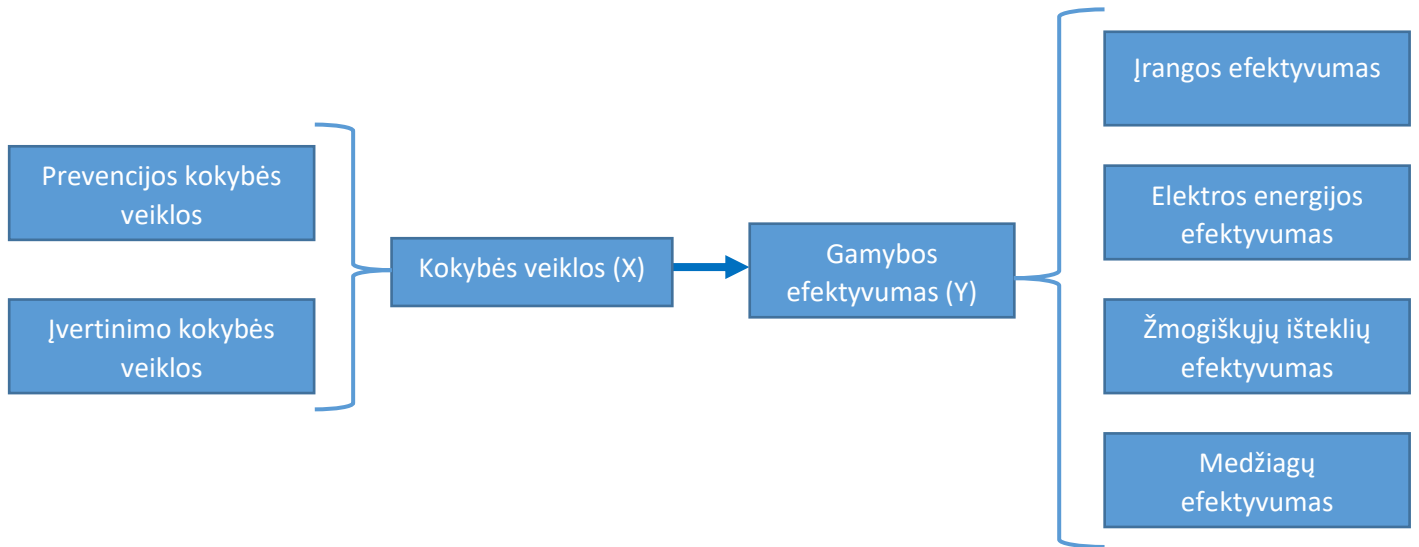 Prevencijos kokybės
veiklos
Įvertinimo kokybės
veiklos
Kokybės veiklos (X)
Gamybos
efektyvumas (Y)
Įrangos efektyvumas
Elektros energijos
efektyvumas
Žmogiškųjų išteklių
efektyvumas
Medžiagų
efektyvumas